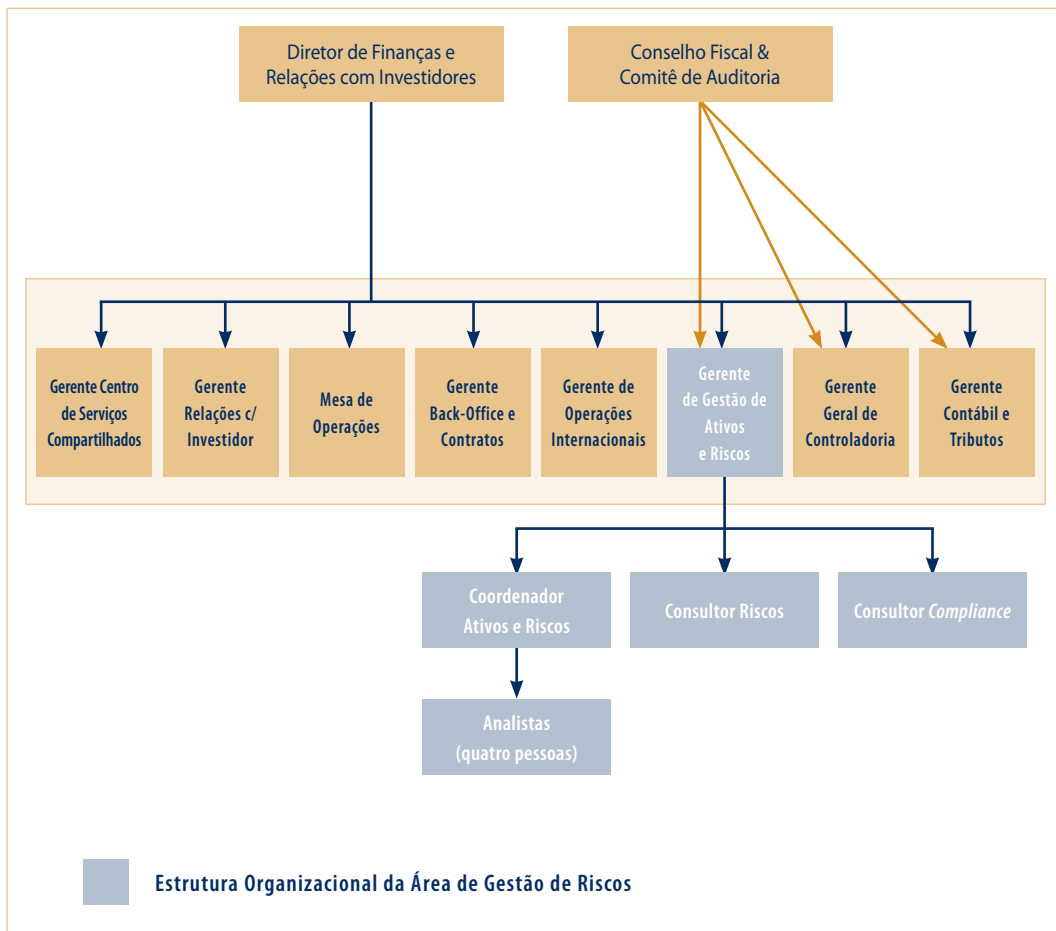 Diretor de Finanças e
Relações com Investidores
Conselho Fiscal &
Comitê de Auditoria
Gerente Centro
de Serviços
Compartilhados
Gerente
Relações c/
Investidor
Mesa de
Operações
Gerente
Back-Office e
Contratos
Gerente de
Operações
Internacionais
Gerente
de Gestão de
Ativos
e Riscos
Gerente
Geral de
Controladoria
Gerente
Contábil e
Tributos
Coordenador
Ativos e Riscos
Consultor Riscos
Consultor Compliance
Analistas
(quatro pessoas)
Estrutura Organizacional da Área de Gestão de Riscos